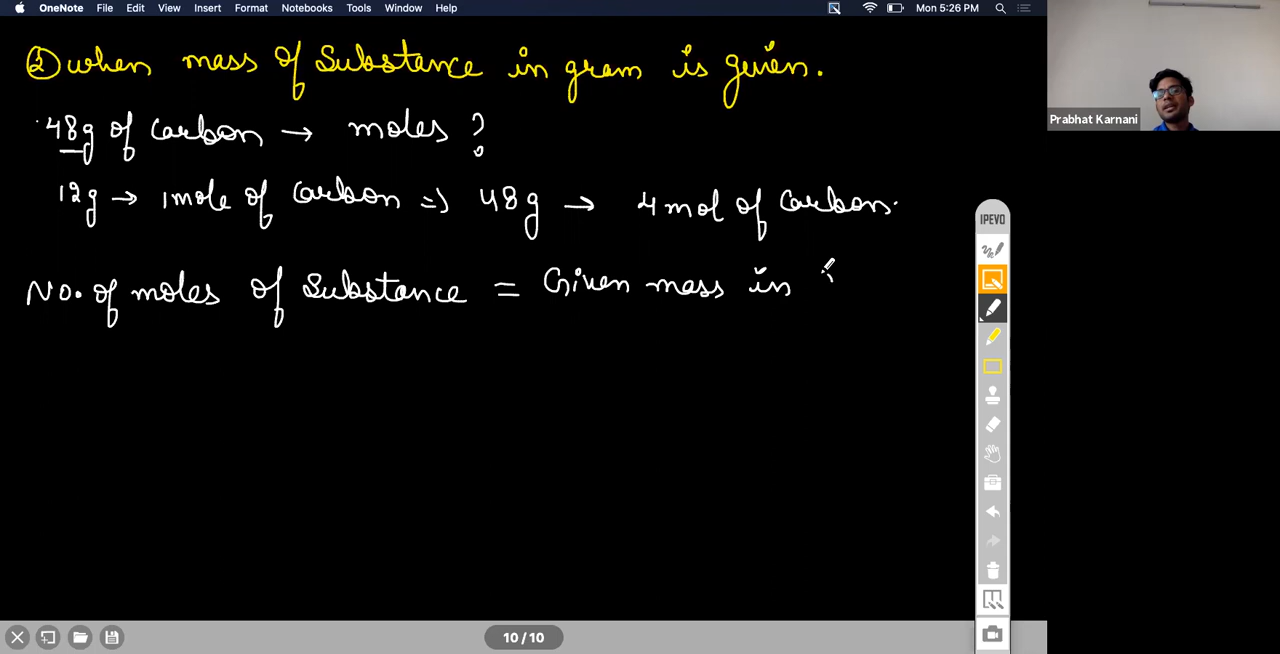 OneNote File Edit View Insert Format Notebooks Tools Window Help Mon 5:26 PM
② when mass of substance in gram is given.
48g of carbon → moles ?
12g → 1mole of carbon => 48g → 4 mol of carbon.
No. of moles of substance = Given mass in
Prabhat Karnani
IPEVO
10/10